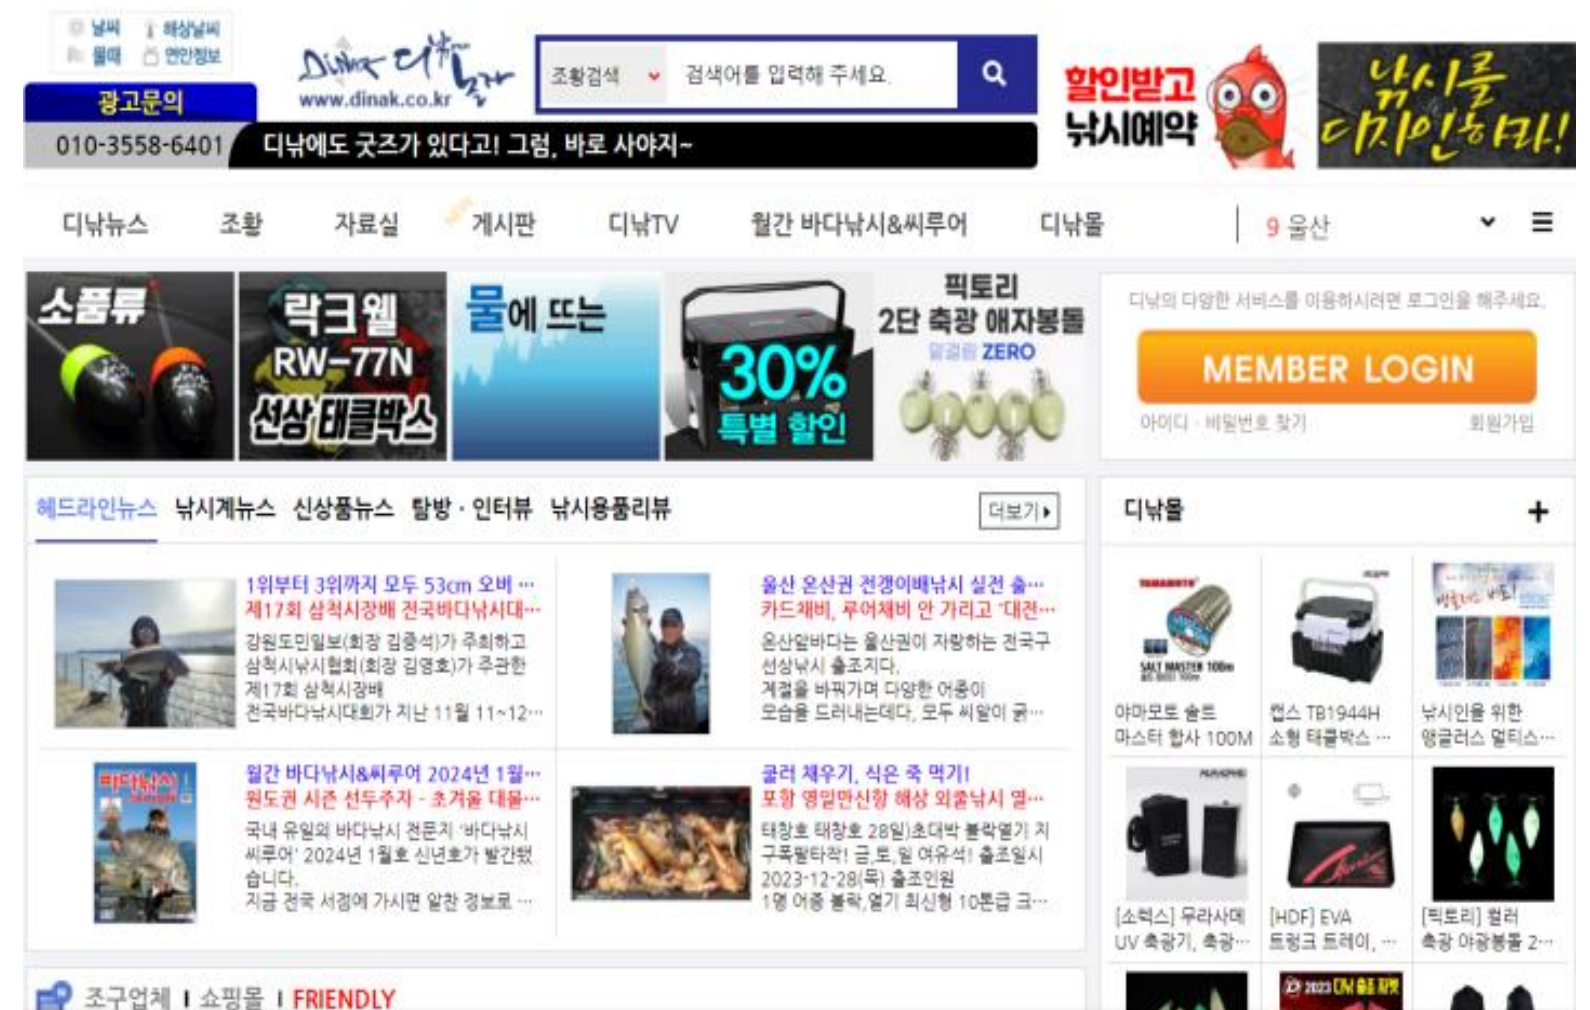 날씨
해상날씨
물때
연안정보
광고문의
010-3558-6401
Dinak 디낚
www.dinak.co.kr
조황검색
검색어를 입력해 주세요.
디낚에도 굿즈가 있다고! 그럼, 바로 사야지~
할인받고
낚시예약
낚시를
디자인하라!
디낚뉴스
조황
자료실
게시판
디낚TV
월간 바다낚시&씨루어
디낚몰
9 울산
소품류
락크웰
RW-77N
선상 태클박스
물에 뜨는
30%
특별 할인
픽토리
2단 축광 애자봉돌
밑걸림 ZERO
디낚의 다양한 서비스를 이용하시려면 로그인을 해주세요.
MEMBER LOGIN
아이디 · 비밀번호 찾기
회원가입
헤드라인뉴스 낚시계뉴스 신상품뉴스 탐방 · 인터뷰 낚시용품리뷰
더보기
1위부터 3위까지 모두 53cm 오버 …
제17회 삼척시장배 전국바다낚시대…
강원도민일보(회장 김중석)가 주최하고
삼척시낚시협회(회장 김영호)가 주관한
제17회 삼척시장배
전국바다낚시대회가 지난 11월 11~12…
울산 온산권 전갱이배낚시 실전 출…
카드채비, 루어채비 안 가리고 "대전…
온산앞바다는 울산권이 자랑하는 전국구
선상낚시 출조지다.
계절을 바꿔가며 다양한 어종이
모습을 드러내는데다, 모두 씨알이 굵…
바다낚시
월간 바다낚시&씨루어 2024년 1월…
원도권 시즌 선두주자 - 초겨울 대물…
국내 유일의 바다낚시 전문지 '바다낚시
씨루어' 2024년 1월호 신년호가 발간됐
습니다.
지금 전국 서점에 가시면 알찬 정보로 …
쿨러 채우기, 식은 죽 먹기!
포항 영일만신항 해상 외줄낚시 열…
태창호 태창호 28일)초대박 볼락열기 지
구폭팔타작! 금,토,일 여유석! 출조일시
2023-12-28(목) 출조인원
1명 어종 볼락,열기 최신형 10톤급 크…
디낚몰
YAMAMOTO
SALT MASTER 100m
야마모토 솔트
마스터 합사 100M
캡스 TB1944H
소형 태클박스 …
낚시인을 위한
앵글러스 멀티스…
[소럭스] 무라사메
UV 축광기, 축광…
[HDF] EVA
트렁크 트레이, …
[픽토리] 컬러
축광 야광봉돌 2…
2023 디낚 출조 자켓
조구업체 I 쇼핑몰 I FRIENDLY